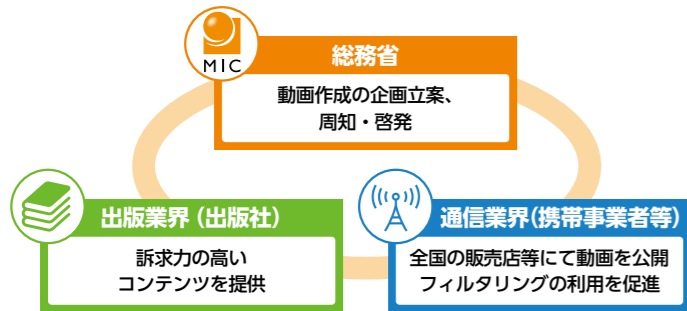 MIC
総務省
動画作成の企画立案、
周知・啓発
出版業界(出版社)
訴求力の高い
コンテンツを提供
通信業界(携帯事業者等)
全国の販売店等にて動画を公開
フィルタリングの利用を促進